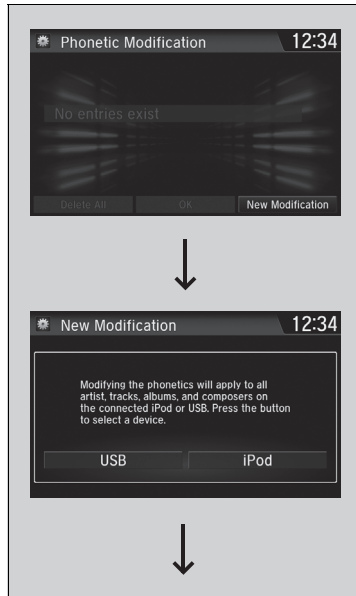 Phonetic Modification 12:34
No entries exist
Delete All OK New Modification
New Modification 12:34
Modifying the phonetics will apply to all
artist, tracks, albums, and composers on
the connected iPod or USB. Press the button
to select a device.
USB iPod